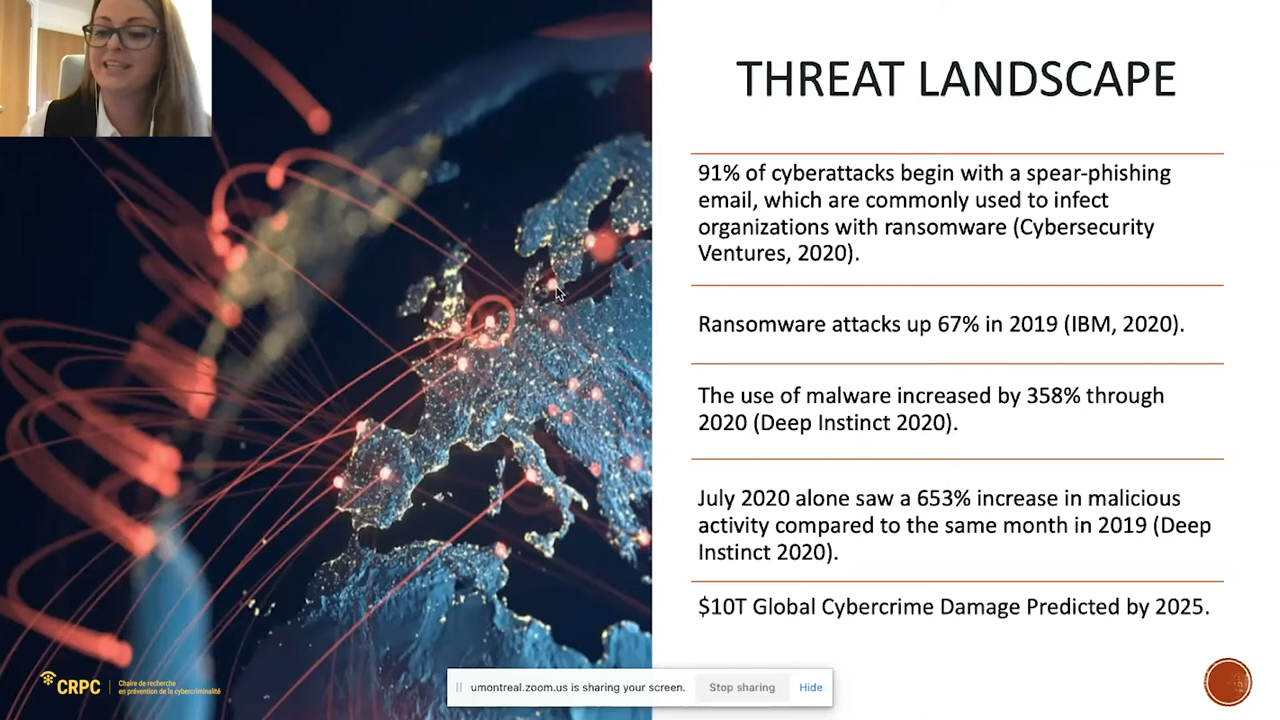 THREAT LANDSCAPE
91% of cyberattacks begin with a spear-phishing
email, which are commonly used to infect
organizations with ransomware (Cybersecurity
Ventures, 2020).
Ransomware attacks up 67% in 2019 (IBM, 2020).
The use of malware increased by 358% through
2020 (Deep Instinct 2020).
July 2020 alone saw a 653% increase in malicious
activity compared to the same month in 2019 (Deep
Instinct 2020).
$10T Global Cybercrime Damage Predicted by 2025.
CRPC
Chaire de recherche
en prévention de la cybercriminalité
umontreal.zoom.us is sharing your screen.
Stop sharing
Hide